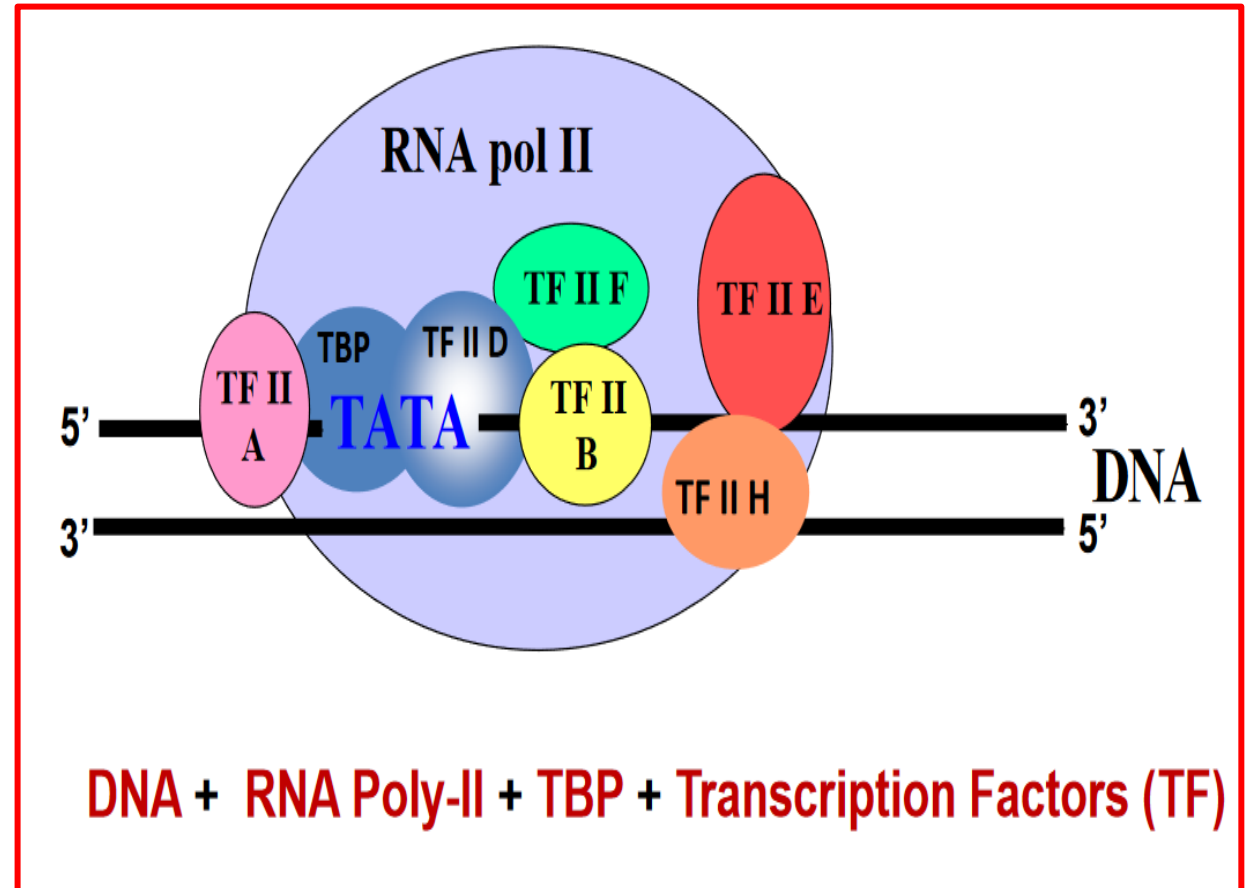 RNA pol II
TF II F
TF II E
TBP
TF II D
TF II
A
TATA
TF II
B
5’
3’
DNA
TF II H
3’
5’
DNA + RNA Poly-II + TBP + Transcription Factors (TF)